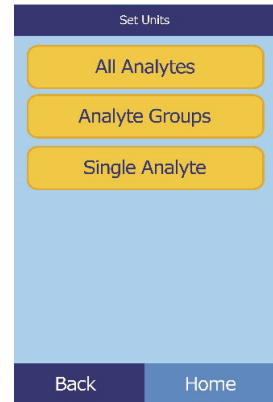 Set Units
All Analytes
Analyte Groups
Single Analyte
Back Home